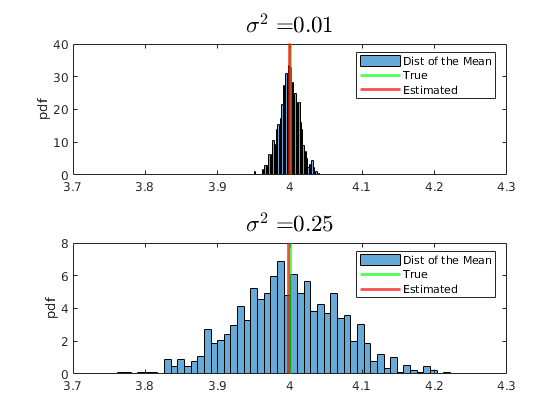 σ² =0.01
40
30
20
10
0
pdf
Dist of the Mean
True
Estimated
3.7 3.8 3.9 4 4.1 4.2 4.3
σ² =0.25
8
6
4
2
0
pdf
Dist of the Mean
True
Estimated
3.7 3.8 3.9 4 4.1 4.2 4.3